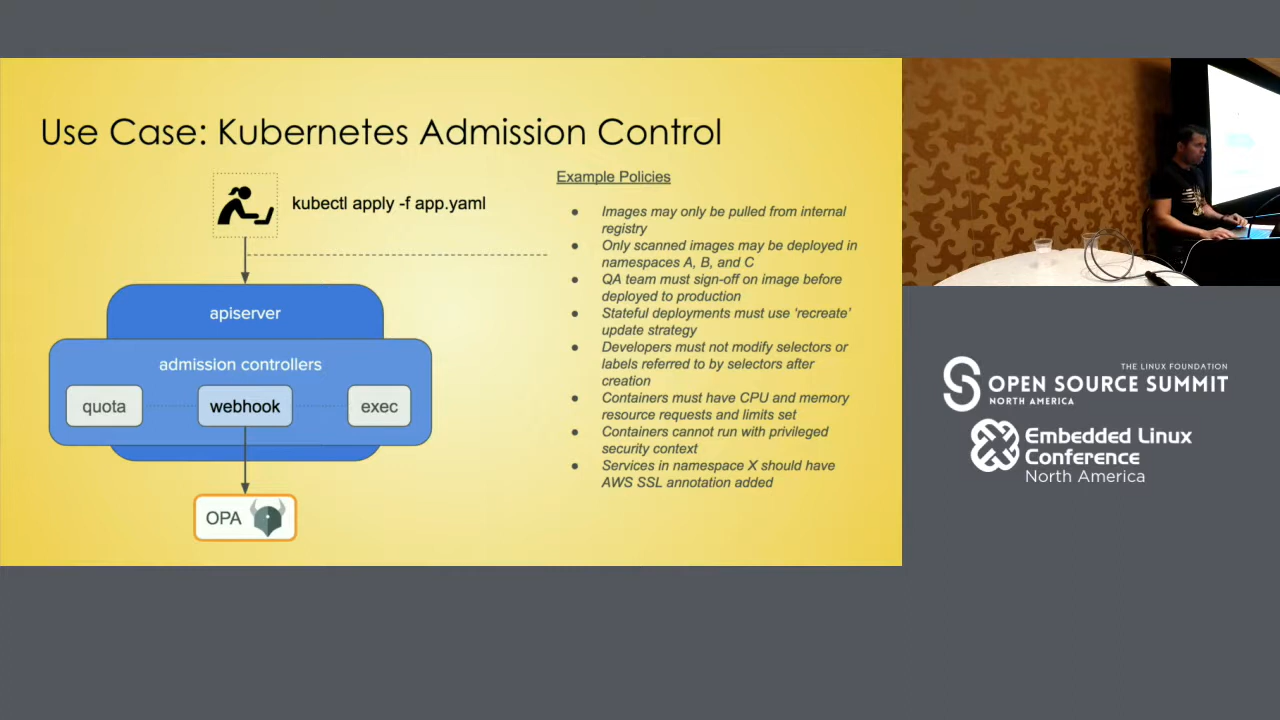 Use Case: Kubernetes Admission Control
kubectl apply -f app.yaml
apiserver
admission controllers
quota
webhook
exec
OPA
Example Policies
● Images may only be pulled from internal
registry
● Only scanned images may be deployed in
namespaces A, B, and C
● QA team must sign-off on image before
deployed to production
● Stateful deployments must use ‘recreate’
update strategy
● Developers must not modify selectors or
labels referred to by selectors after
creation
● Containers must have CPU and memory
resource requests and limits set
● Containers cannot run with privileged
security context
● Services in namespace X should have
AWS SSL annotation added
THE LINUX FOUNDATION
OPEN SOURCE SUMMIT
NORTH AMERICA
Embedded Linux
Conference
North America